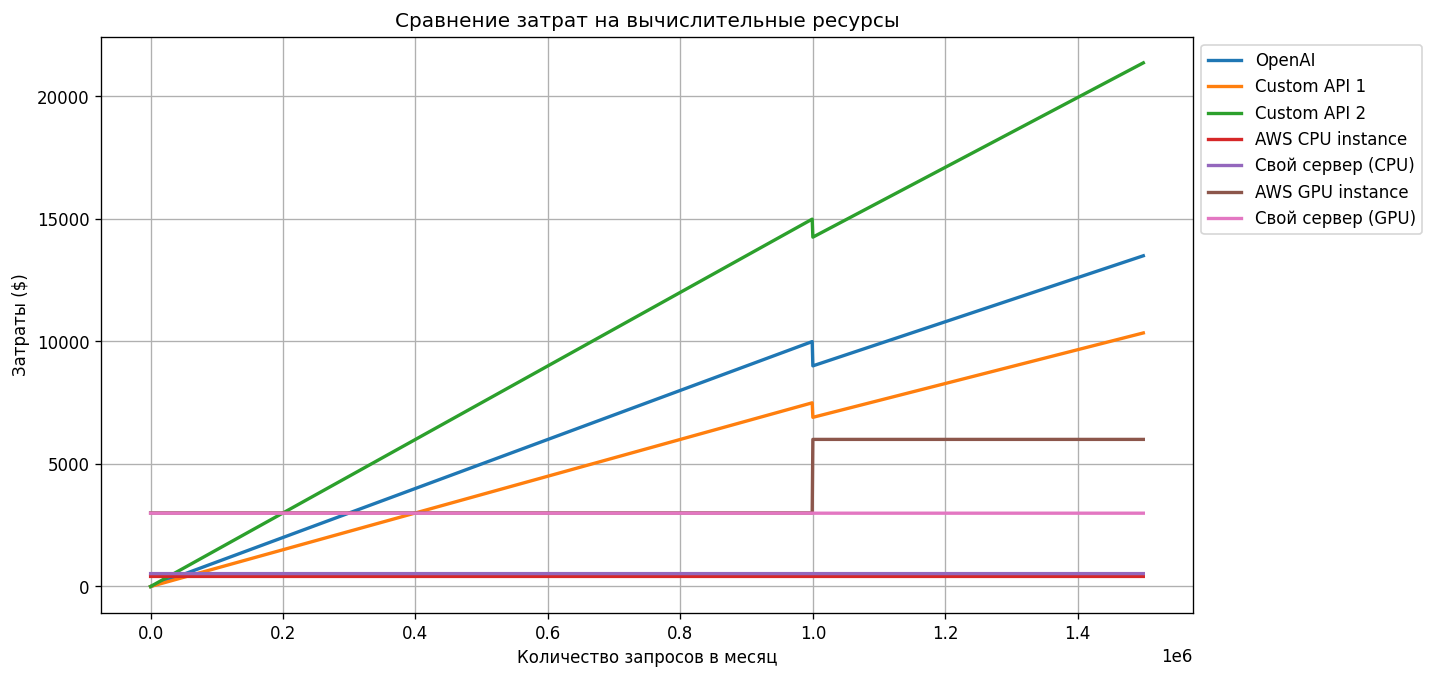 Сравнение затрат на вычислительные ресурсы
OpenAI
Custom API 1
Custom API 2
AWS CPU instance
Свой сервер (CPU)
AWS GPU instance
Свой сервер (GPU)
Затраты ($)
20000
15000
10000
5000
0
0.0 0.2 0.4 0.6 0.8 1.0 1.2 1.4
1e6
Количество запросов в месяц